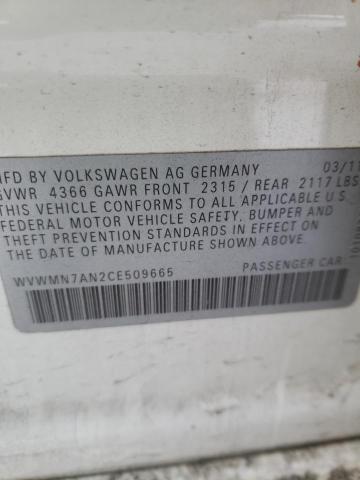 MFD BY VOLKSWAGEN AG GERMANY 03/11
GVWR 4366 GAWR FRONT 2315 / REAR 2117 LBS
THIS VEHICLE CONFORMS TO ALL APPLICABLE
FEDERAL MOTOR VEHICLE SAFETY, BUMPER AND
THEFT PREVENTION STANDARDS IN EFFECT ON
THE DATE OF MANUFACTURE SHOWN ABOVE.
WVWMN7AN2CE509665 PASSENGER CAR